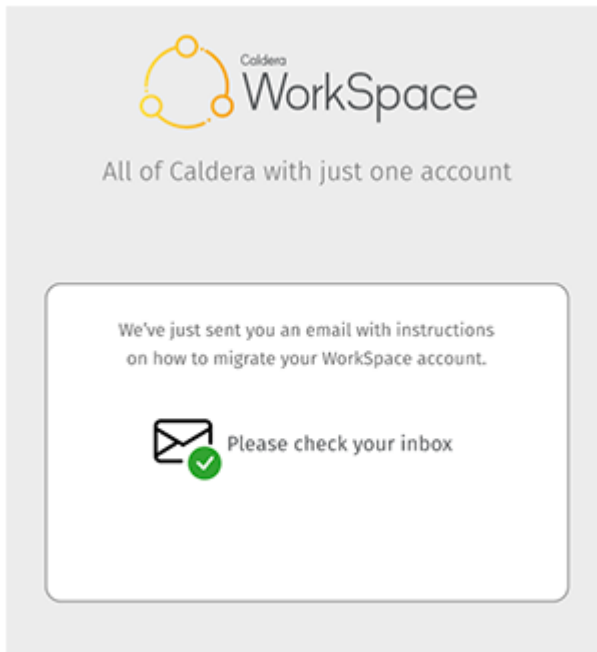 Caldera
WorkSpace
All of Caldera with just one account
We've just sent you an email with instructions
on how to migrate your WorkSpace account.
Please check your inbox